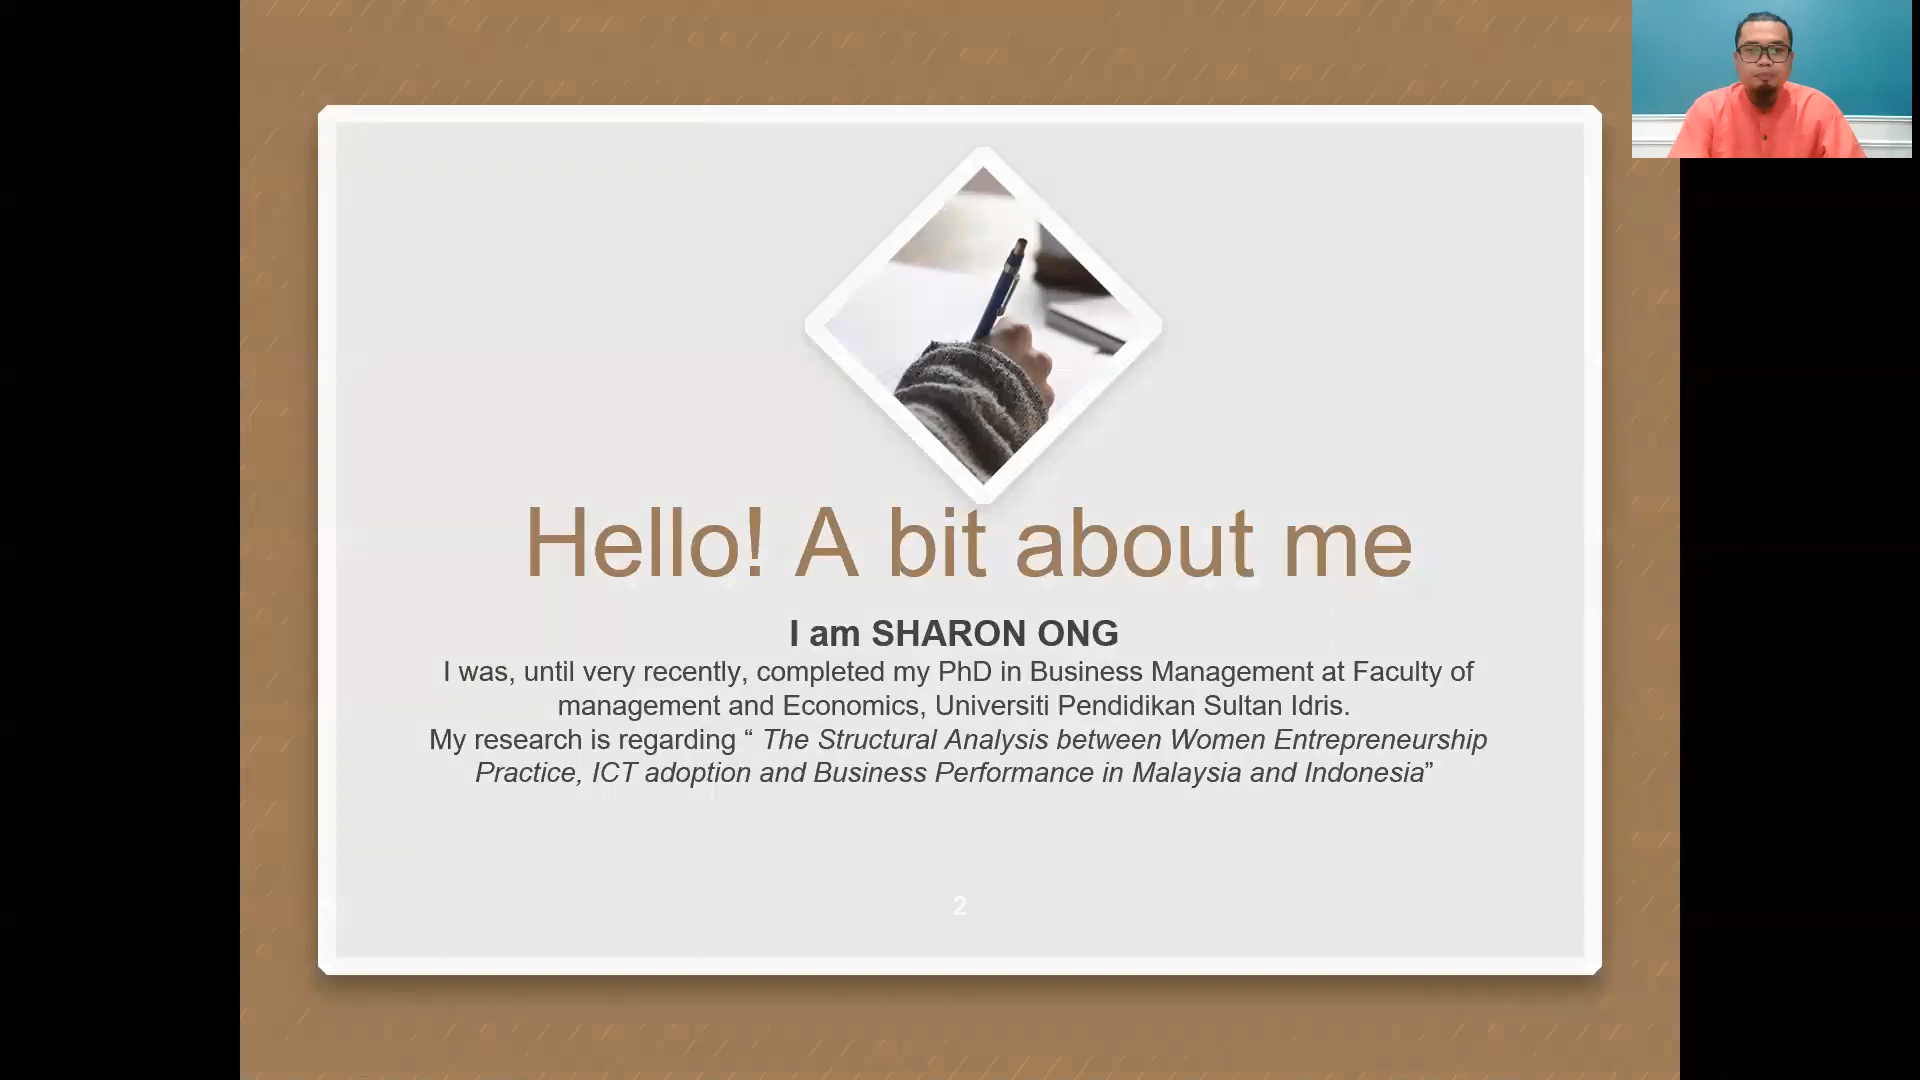 Hello! A bit about me
I am SHARON ONG
I was, until very recently, completed my PhD in Business Management at Faculty of
management and Economics, Universiti Pendidikan Sultan Idris.
My research is regarding “ The Structural Analysis between Women Entrepreneurship
Practice, ICT adoption and Business Performance in Malaysia and Indonesia”
2